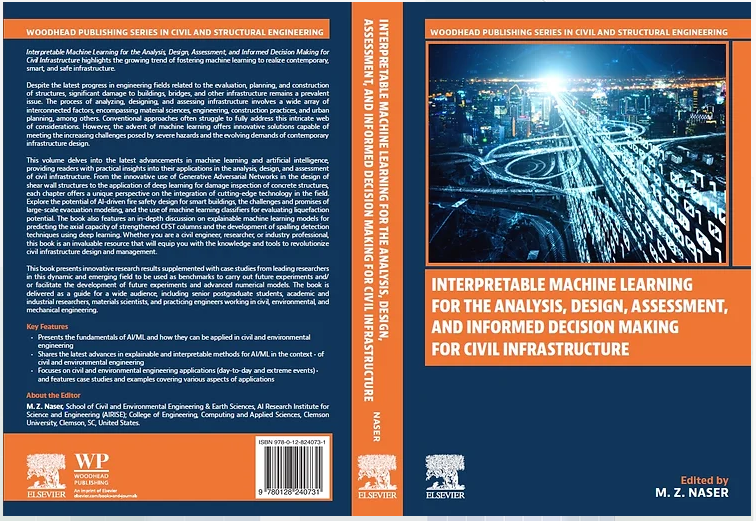 WOODHEAD PUBLISHING SERIES IN CIVIL AND STRUCTURAL ENGINEERING
Interpretable Machine Learning for the Analysis, Design, Assessment, and Informed Decision Making for
Civil Infrastructure highlights the growing trend of fostering machine learning to realize contemporary,
smart, and safe infrastructure.
Despite the latest progress in engineering fields related to the evaluation, planning, and construction
of structures, significant damage to buildings, bridges, and other infrastructure remains a prevalent
issue. The process of analyzing, designing, and assessing infrastructure involves a wide array of
interconnected factors, encompassing material sciences, engineering, construction practices, and urban
planning, among others. Conventional approaches often struggle to fully address this intricate web
of considerations. However, the advent of machine learning offers innovative solutions capable of
meeting the increasing challenges posed by severe hazards and the evolving demands of contemporary
infrastructure design.
This volume delves into the latest advancements in machine learning and artificial intelligence,
providing readers with practical insights into their applications in the analysis, design, and assessment
of civil infrastructure. From the innovative use of Generative Adversarial Networks in the design of
shear wall structures to the application of deep learning for damage inspection of concrete structures,
each chapter offers a unique perspective on the integration of cutting-edge technology in the field.
Explore the potential of AI-driven fire safety design for smart buildings, the challenges and promises of
large-scale evacuation modeling, and the use of machine learning classifiers for evaluating liquefaction
potential. The book also features an in-depth discussion on explainable machine learning models for
predicting the axial capacity of strengthened CFST columns and the development of spalling detection
techniques using deep learning. Whether you are a civil engineer, researcher, or industry professional,
this book is an invaluable resource that will equip you with the knowledge and tools to revolutionize
civil infrastructure design and management.
This book presents innovative research results supplemented with case studies from leading researchers
in this dynamic and emerging field to be used as benchmarks to carry out future experiments and/
or facilitate the development of future experiments and advanced numerical models. The book is
delivered as a guide for a wide audience, including senior postgraduate students, academic and
industrial researchers, materials scientists, and practicing engineers working in civil, environmental, and
mechanical engineering.
Key Features
• Presents the fundamentals of AI/ML and how they can be applied in civil and environmental
engineering
• Shares the latest advances in explainable and interpretable methods for AI/ML in the context - of
civil and environmental engineering
• Focuses on civil and environmental engineering applications (day-to-day and extreme events) -
and features case studies and examples covering various aspects of applications
About the Editor
M. Z. Naser, School of Civil and Environmental Engineering & Earth Sciences, AI Research Institute for
Science and Engineering (AIRISE); College of Engineering, Computing and Applied Sciences, Clemson
University, Clemson, SC, United States.
ELSEVIER
WP
WOODHEAD
PUBLISHING
An imprint of Elsevier
elsevier.com/books-and-journals
ISBN 978-0-12-824073-1
9 780128 240731
INTERPRETABLE MACHINE LEARNING FOR THE ANALYSIS, DESIGN,
ASSESSMENT, AND INFORMED DECISION MAKING FOR CIVIL INFRASTRUCTURE
NASER
ELSEVIER
WOODHEAD PUBLISHING SERIES IN CIVIL AND STRUCTURAL ENGINEERING
INTERPRETABLE MACHINE LEARNING
FOR THE ANALYSIS, DESIGN, ASSESSMENT,
AND INFORMED DECISION MAKING
FOR CIVIL INFRASTRUCTURE
ELSEVIER
Edited by
M. Z. NASER